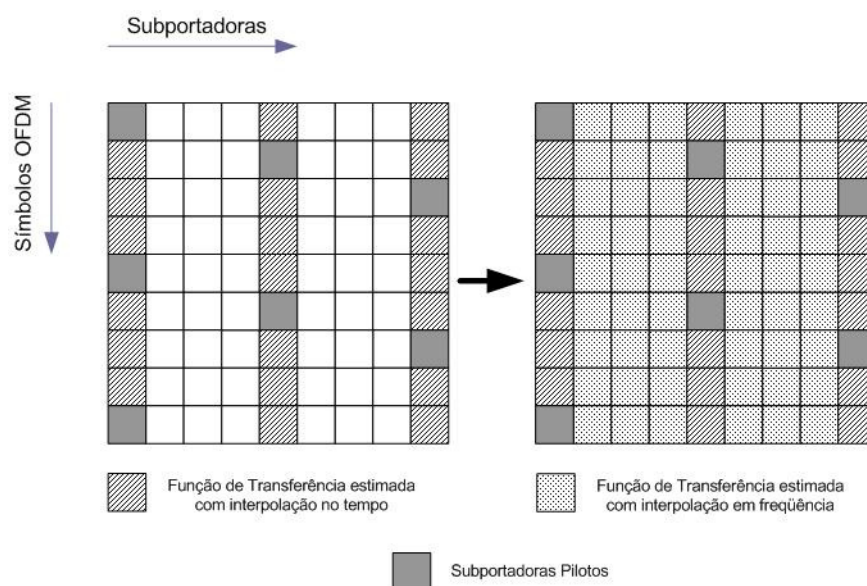 Subportadoras
Símbolos OFDM
Função de Transferência estimada
com interpolação no tempo
Função de Transferência estimada
com interpolação em freqüência
Subportadoras Pilotos